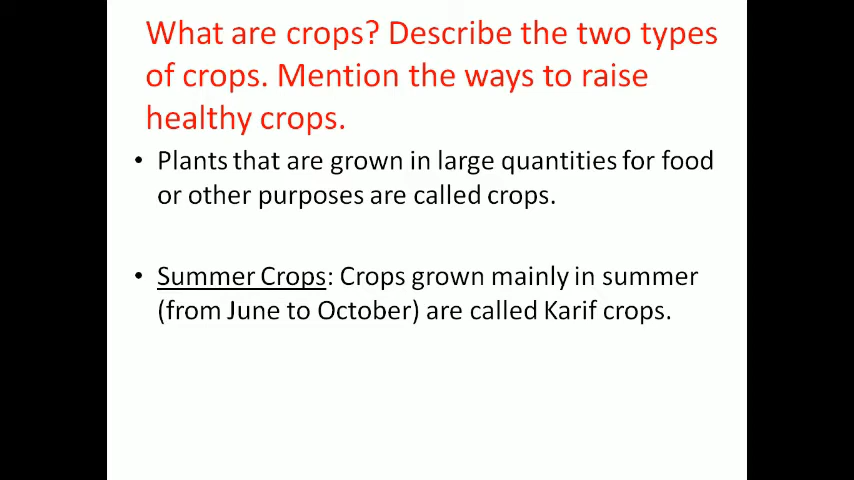 What are crops? Describe the two types
of crops. Mention the ways to raise
healthy crops.
• Plants that are grown in large quantities for food
or other purposes are called crops.
• Summer Crops: Crops grown mainly in summer
(from June to October) are called Karif crops.